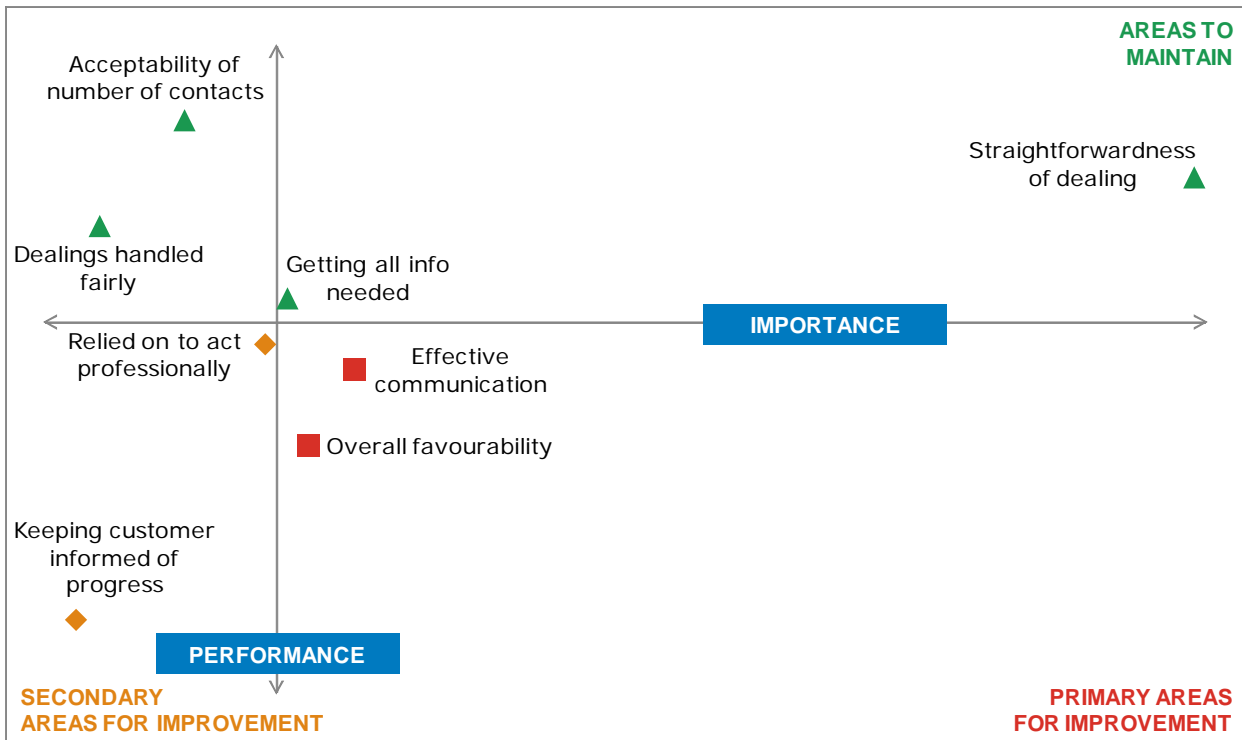 AREAS TO
MAINTAIN
Acceptability of
number of contacts
Straightforwardness
of dealing
Dealings handled
fairly
Getting all info
needed
IMPORTANCE
Relied on to act
professionally
Effective
communication
Overall favourability
Keeping customer
informed of
progress
PERFORMANCE
SECONDARY
AREAS FOR IMPROVEMENT
PRIMARY AREAS
FOR IMPROVEMENT